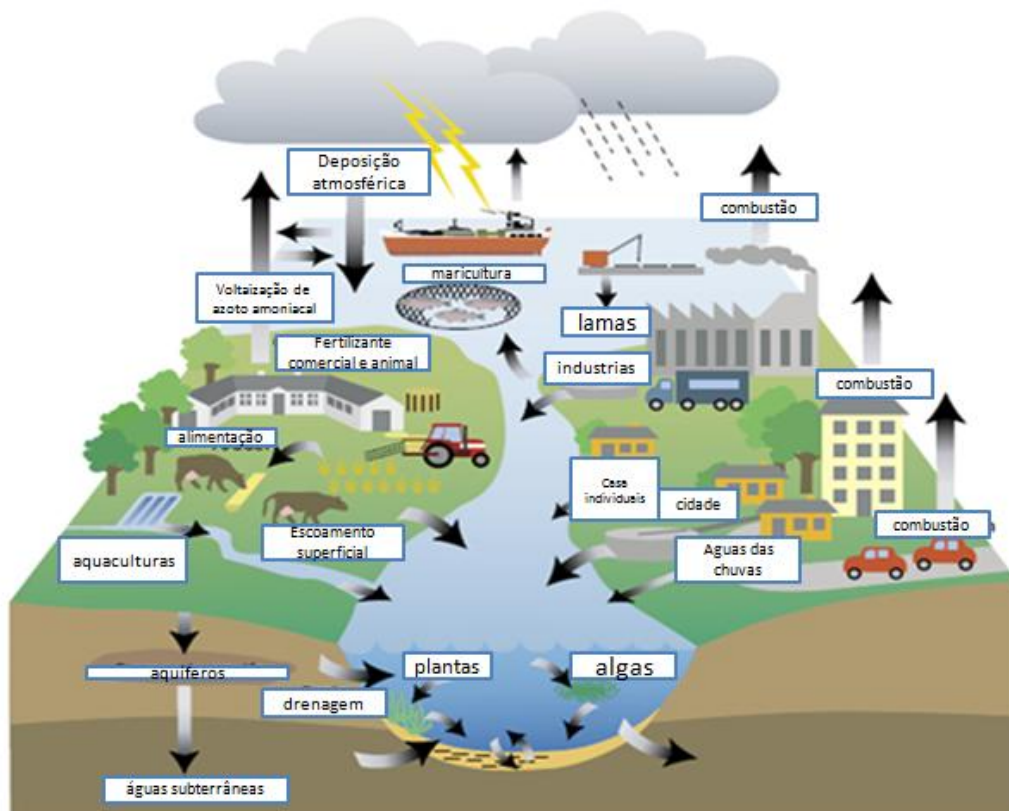 Deposição
atmosférica
combustão
maricultura
Voltaização de
azoto amoniacal
lamas
Fertilizante
comercial e animal
industrias
combustão
alimentação
Casa
individuais
cidade
combustão
Escoamento
superficial
aquaculturas
Aguas das
chuvas
plantas
algas
aquíferos
drenagem
águas subterrâneas